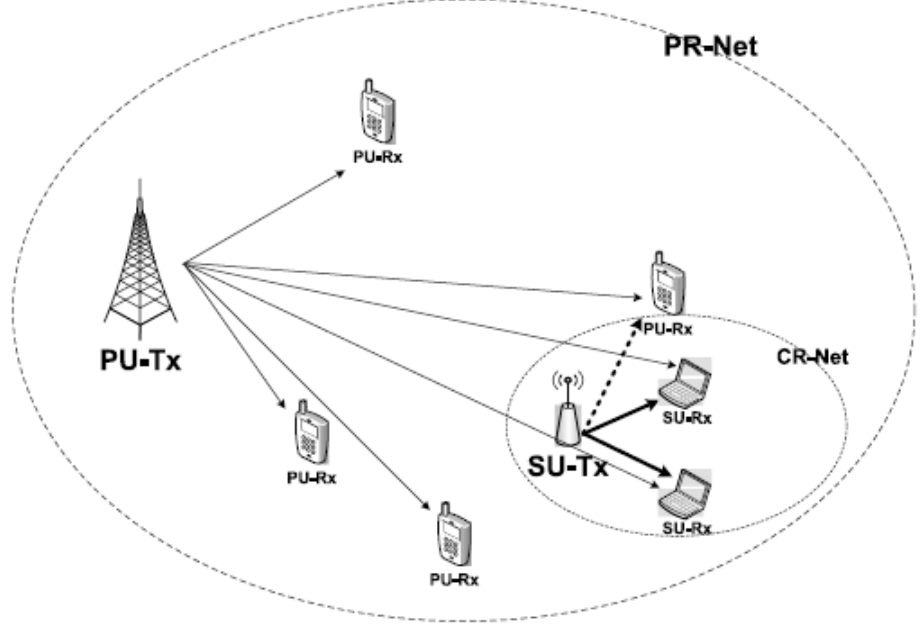 PR-Net
PU-Rx
PU-Tx
PU-Rx
CR-Net
SU-Rx
SU-Tx
PU-Rx
SU-Rx
PU-Rx